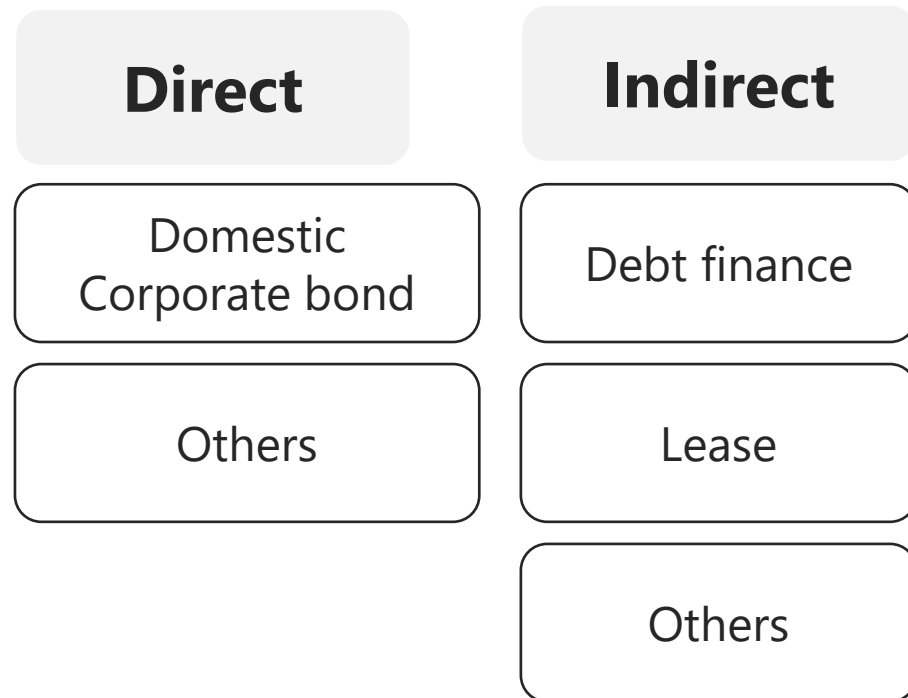 Direct
Domestic
Corporate bond
Others
Indirect
Debt finance
Lease
Others